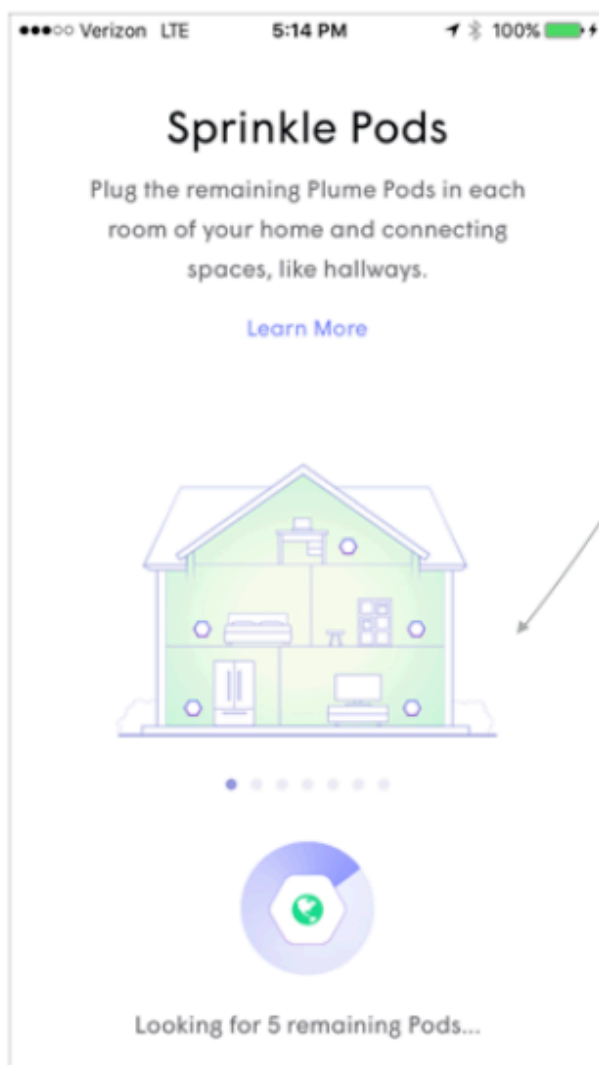 Verizon LTE 5:14 PM 100%
Sprinkle Pods
Plug the remaining Plume Pods in each
room of your home and connecting
spaces, like hallways.
Learn More
Looking for 5 remaining Pods...